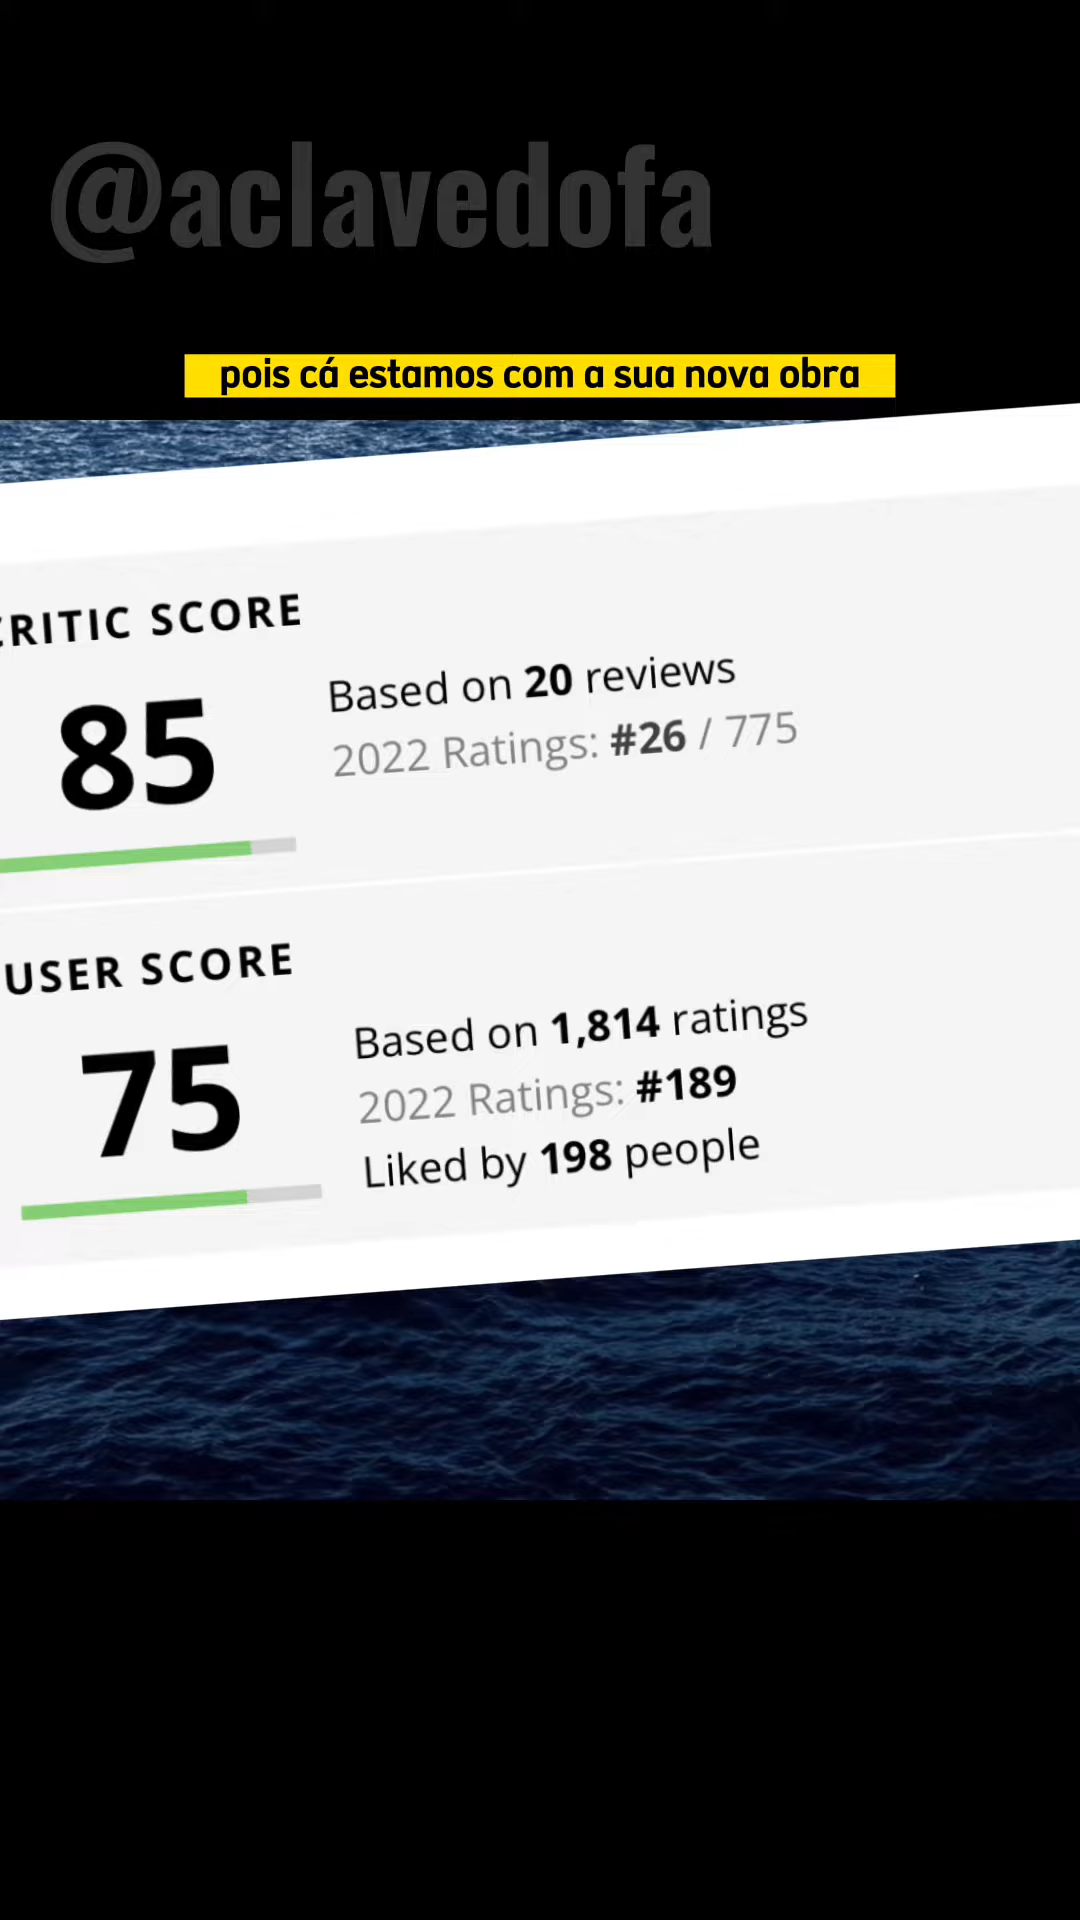 @aclavedofa
pois cá estamos com a sua nova obra
CRITIC SCORE
85
Based on 20 reviews
2022 Ratings: #26 / 775
USER SCORE
75
Based on 1,814 ratings
2022 Ratings: #189
Liked by 198 people